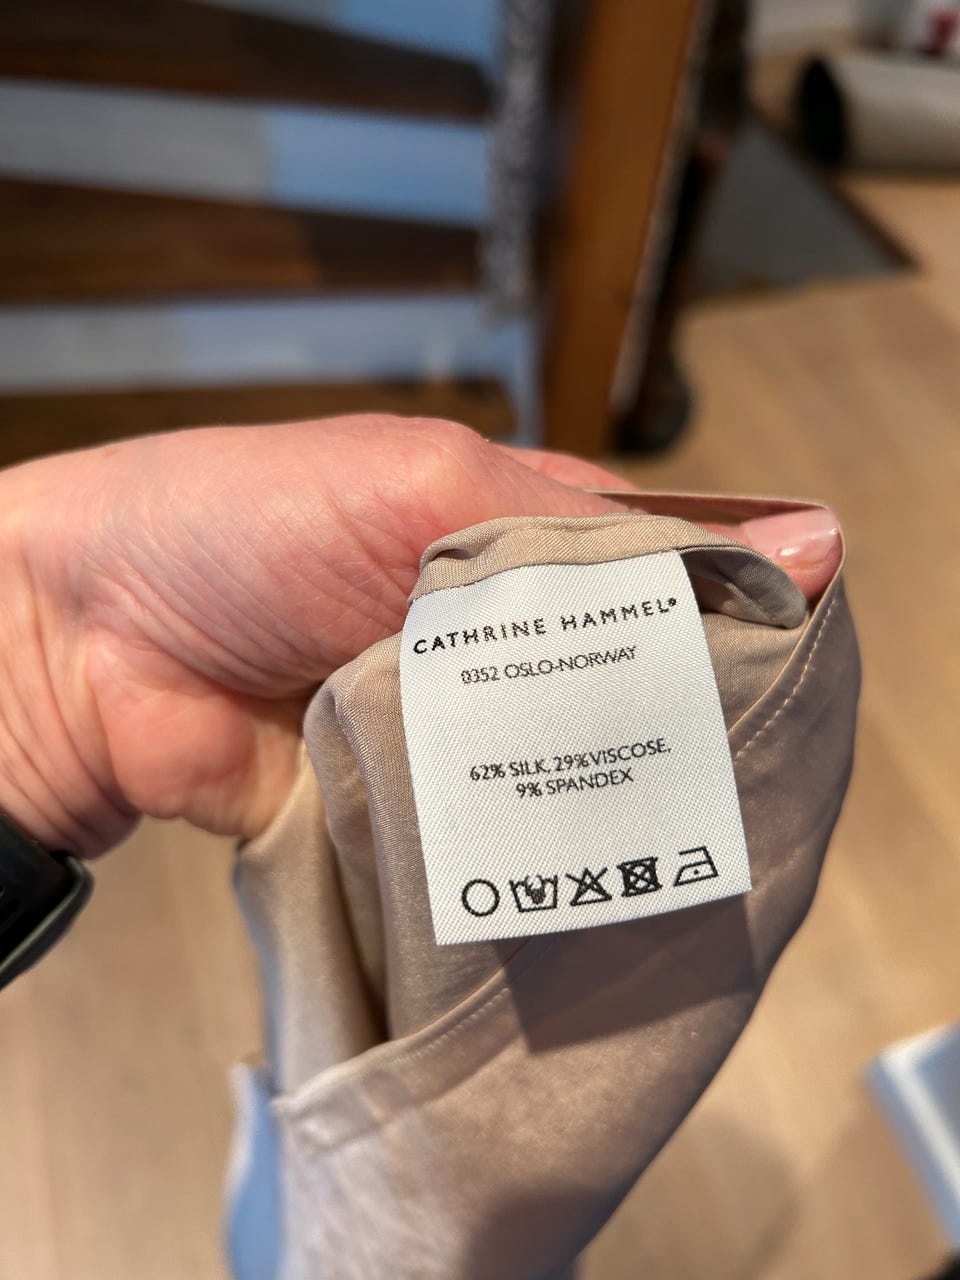 CATHRINE HAMMEL®
0352 OSLO-NORWAY
62% SILK, 29% VISCOSE,
9% SPANDEX